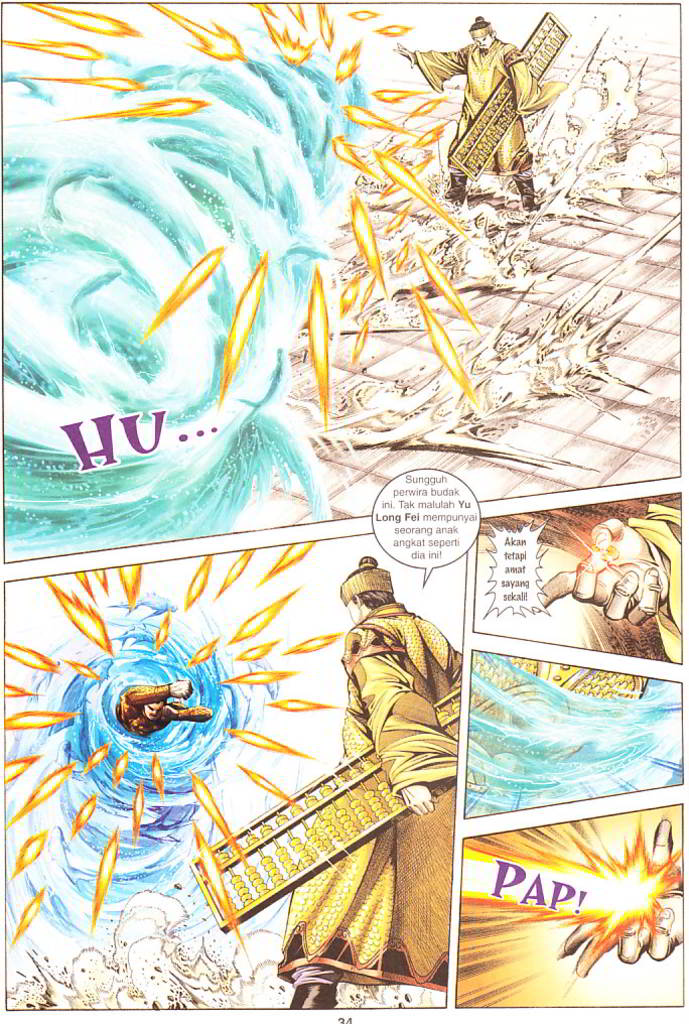 HU...
Sungguh
perwira budak
ini. Tak malulah Yu
Long Fei mempunyai
seorang anak
angkat seperti
dia ini!
Akan
tetapi
amat
sayang
sekali!
PAP!
34